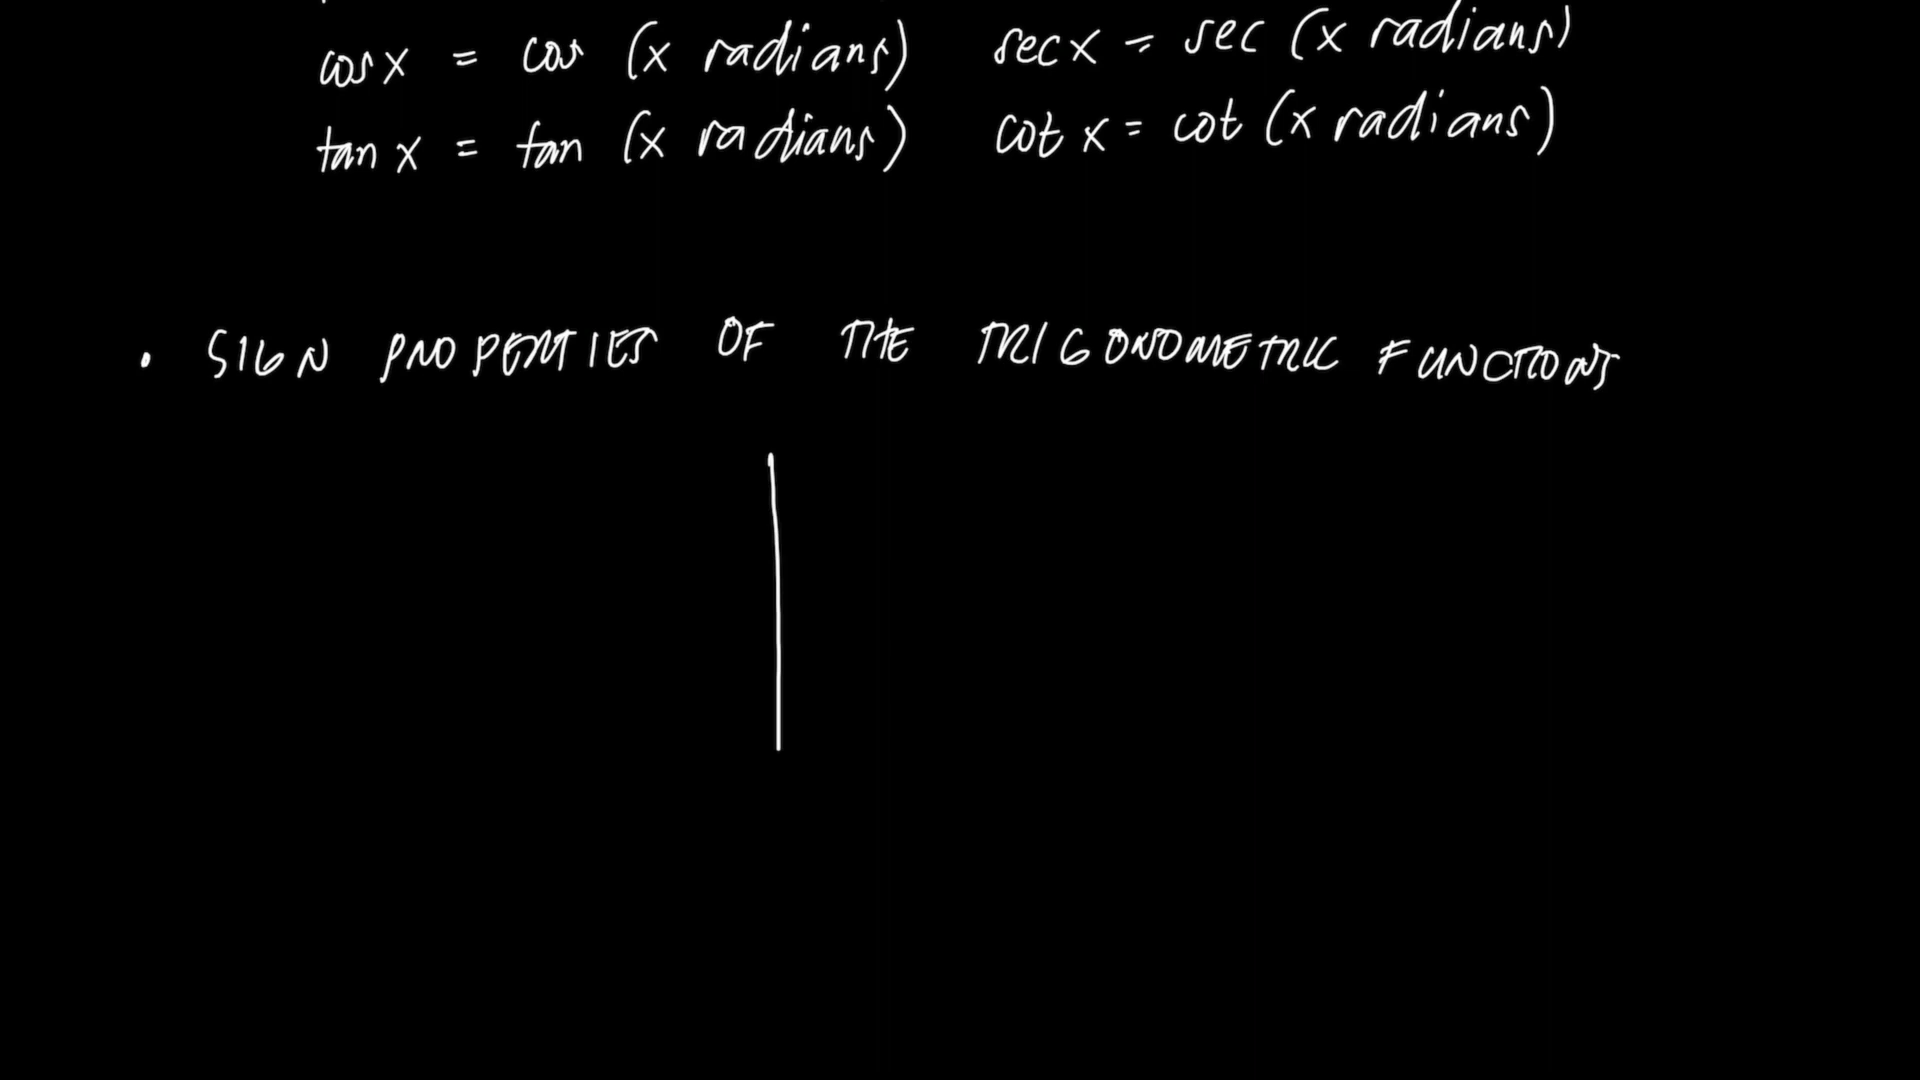 cos x = cos (x radians) sec x = sec (x radians)
tan x = tan (x radians) cot x = cot (x radians)
• SIGN PROPERTIES OF THE TRIGONOMETRIC FUNCTIONS